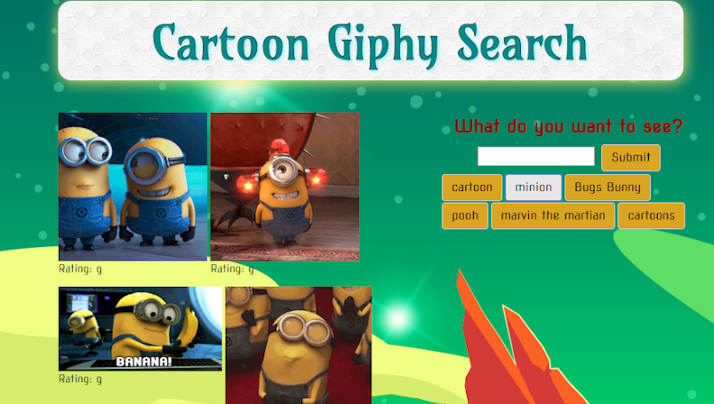 Cartoon Giphy Search
What do you want to see?
Submit
cartoon minion Bugs Bunny
pooh marvin the martian cartoons
Rating: g Rating: g
BANANA!
Rating: g